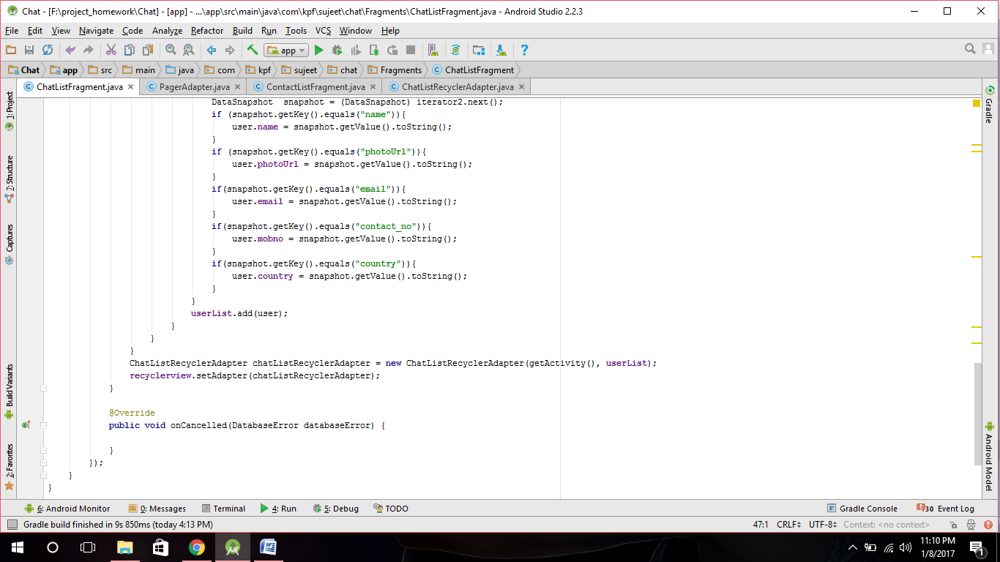 Chat - [F:\project_homework\Chat] - [app] - ...\app\src\main\java\com\kpf\sujeet\chat\Fragments\ChatListFragment.java - Android Studio 2.2.3
File Edit View Navigate Code Analyze Refactor Build Run Tools VCS Window Help
app
Chat app src main java com kpf sujeet chat Fragments ChatListFragment
ChatListFragment.java PagerAdapter.java ContactListFragment.java ChatListRecyclerAdapter.java
1: Project
7: Structure
Captures
Build Variants
2: Favorites
DataSnapshot  snapshot = (DataSnapshot) iterator2.next();
if (snapshot.getKey().equals("name")){
user.name = snapshot.getValue().toString();
}
if (snapshot.getKey().equals("photoUrl")){
user.photoUrl = snapshot.getValue().toString();
}
if(snapshot.getKey().equals("email")){
user.email = snapshot.getValue().toString();
}
if(snapshot.getKey().equals("contact_no")){
user.mobno = snapshot.getValue().toString();
}
if(snapshot.getKey().equals("country")){
user.country = snapshot.getValue().toString();
}
}
userList.add(user);
}
}
}
ChatListRecyclerAdapter chatListRecyclerAdapter = new ChatListRecyclerAdapter(getActivity(), userList);
recyclerview.setAdapter(chatListRecyclerAdapter);
}
@Override
public void onCancelled(DatabaseError databaseError) {
}
});
}
}
Gradle
Android Model
6: Android Monitor 0: Messages Terminal 4: Run 5: Debug TODO Gradle Console 30 Event Log
Gradle build finished in 9s 850ms (today 4:13 PM) 47:1 CRLF UTF-8 Context: <no context>
11:10 PM
1/8/2017
1